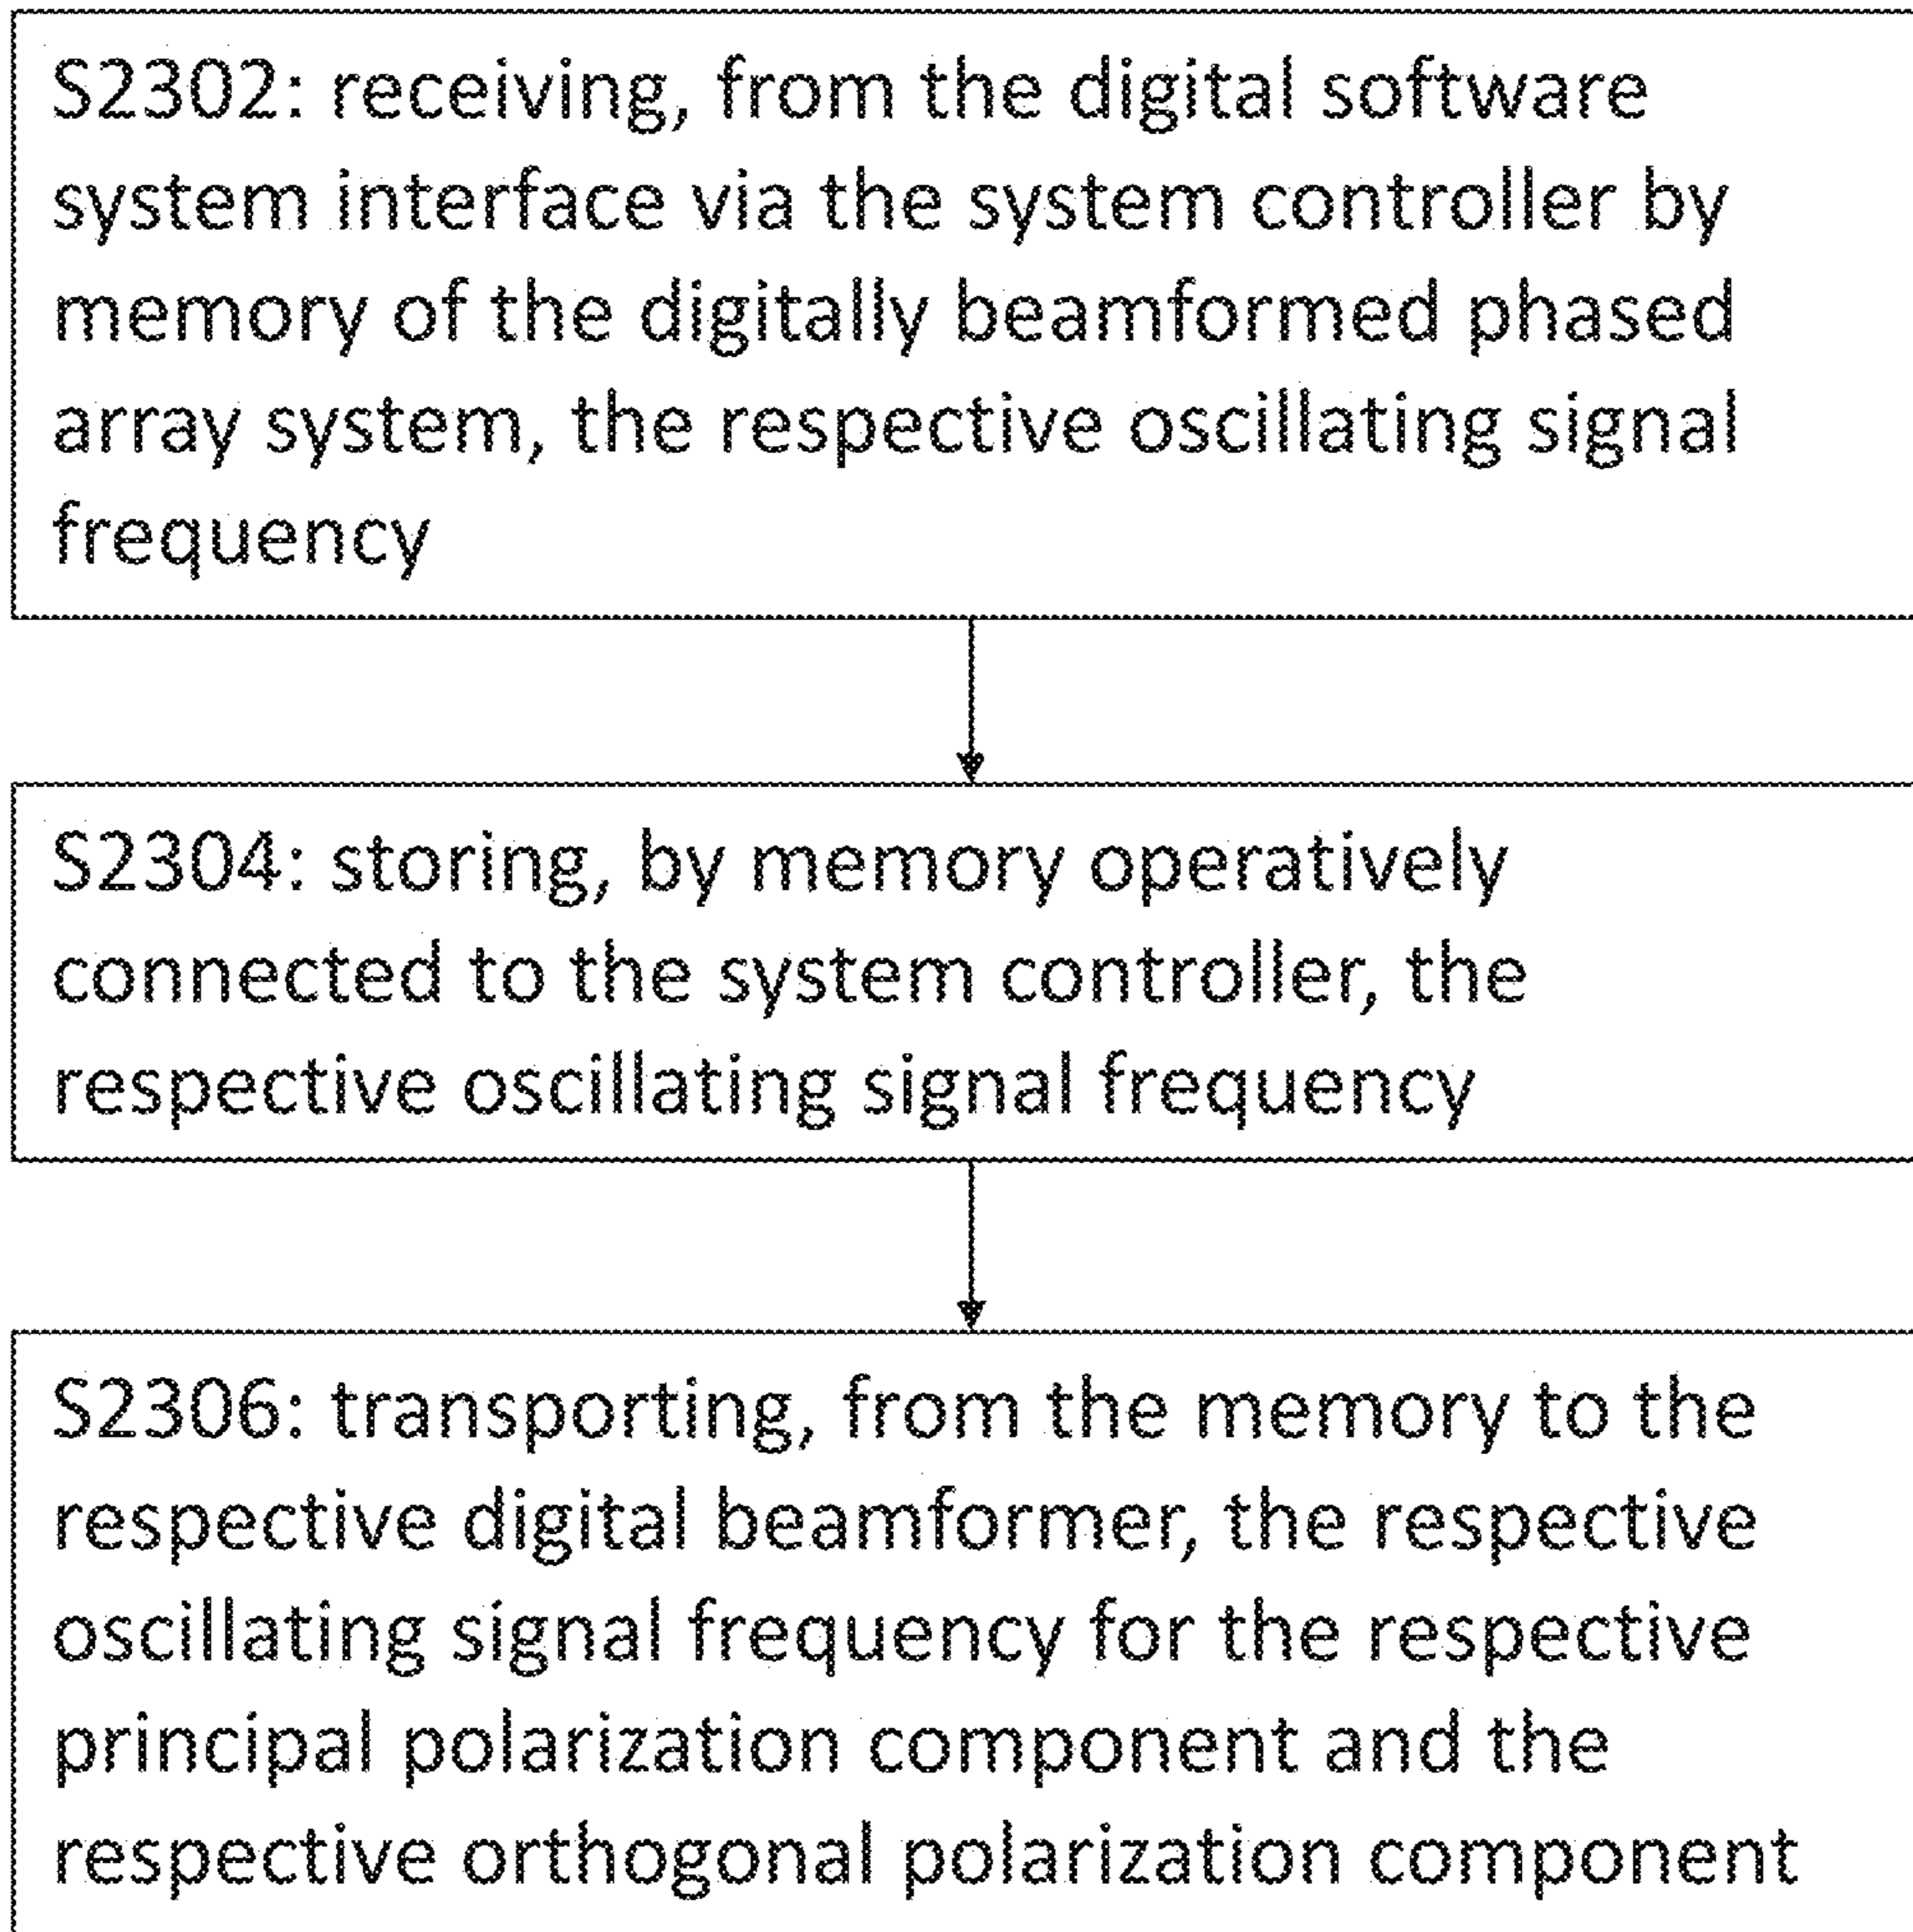 S2302: receiving, from the digital software
system interface via the system controller by
memory of the digitally beamformed phased
array system, the respective oscillating signal
frequency
S2304: storing, by memory operatively
connected to the system controller, the
respective oscillating signal frequency
S2306: transporting, from the memory to the
respective digital beamformer, the respective
oscillating signal frequency for the respective
principal polarization component and the
respective orthogonal polarization component